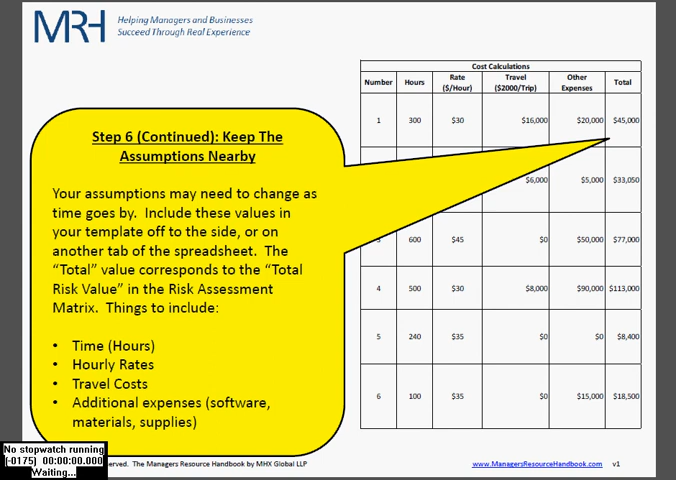 MRH
Helping Managers and Businesses
Succeed Through Real Experience
Cost Calculations
Number Hours Rate ($/Hour) Travel ($2000/Trip) Other Expenses Total
1 300 $30 $16,000 $20,000 $45,000
$6,000 $5,000 $33,050
600 $45 $0 $50,000 $77,000
4 500 $30 $8,000 $90,000 $113,000
5 240 $35 $0 $0 $8,400
6 100 $35 $0 $15,000 $18,500
Step 6 (Continued): Keep The
Assumptions Nearby
Your assumptions may need to change as
time goes by. Include these values in
your template off to the side, or on
another tab of the spreadsheet. The
“Total” value corresponds to the “Total
Risk Value” in the Risk Assessment
Matrix. Things to include:
• Time (Hours)
• Hourly Rates
• Travel Costs
• Additional expenses (software,
materials, supplies)
No stopwatch running
(-0175) 00:00:00.000
Waiting...
erved. The Managers Resource Handbook by MHX Global LLP
www.ManagersResourceHandbook.com v1